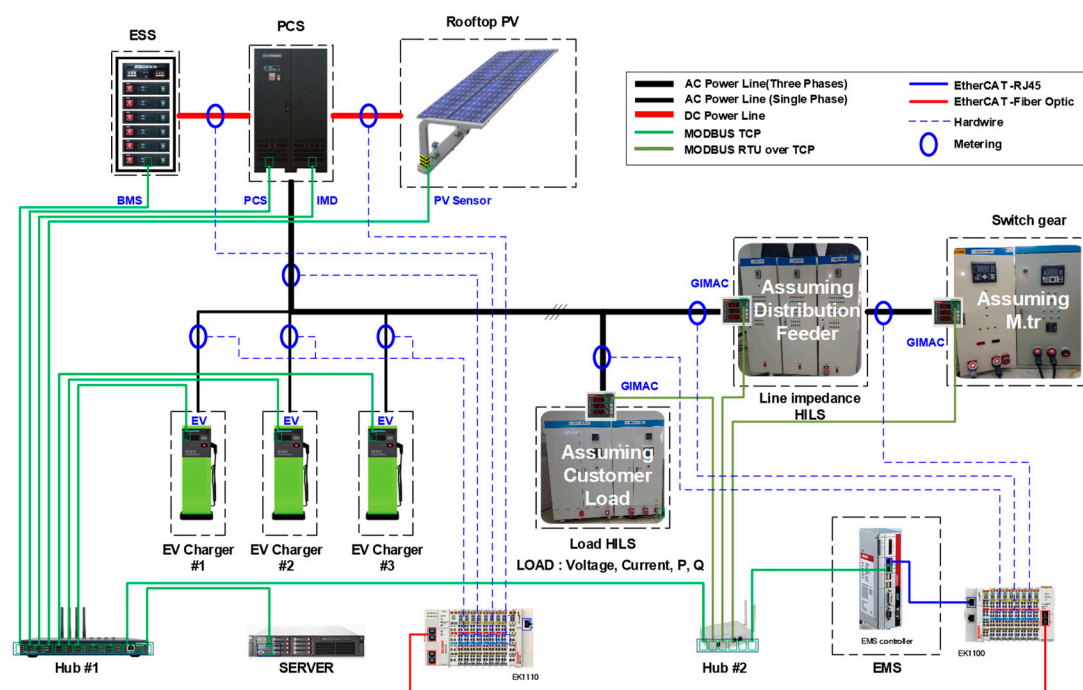 ESS
PCS
Rooftop PV
AC Power Line(Three Phases)
AC Power Line (Single Phase)
DC Power Line
MODBUS TCP
MODBUS RTU over TCP
EtherCAT -RJ45
EtherCAT-Fiber Optic
Hardwire
Metering
BMS
PCS
IMD
PV Sensor
Switch gear
GIMAC
Assuming
Distribution
Feeder
Assuming
M.tr
GIMAC
Line impedance
HILS
GIMAC
EV
EV
EV
Assuming
Customer
Load
EV Charger
#1
EV Charger
#2
EV Charger
#3
Load HILS
LOAD : Voltage, Current, P, Q
Hub #1
SERVER
EK1110
Hub #2
EMS controller
EMS
EK1100